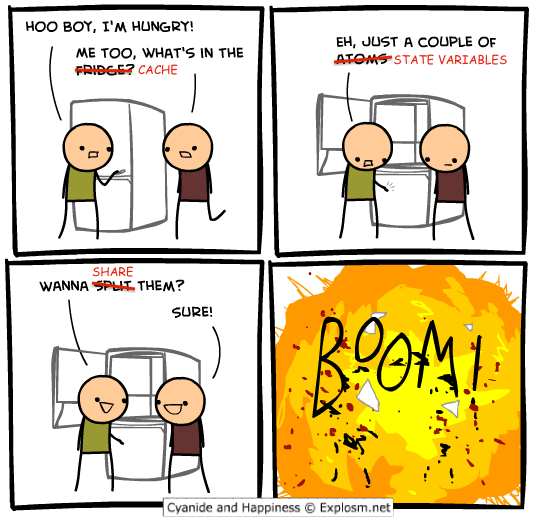 HOO BOY, I'M HUNGRY!
ME TOO, WHAT'S IN THE
FRIDGE? CACHE
EH, JUST A COUPLE OF
ATOMS STATE VARIABLES
SHARE
WANNA SPLIT THEM?
SURE!
BOOM!
Cyanide and Happiness © Explosm.net